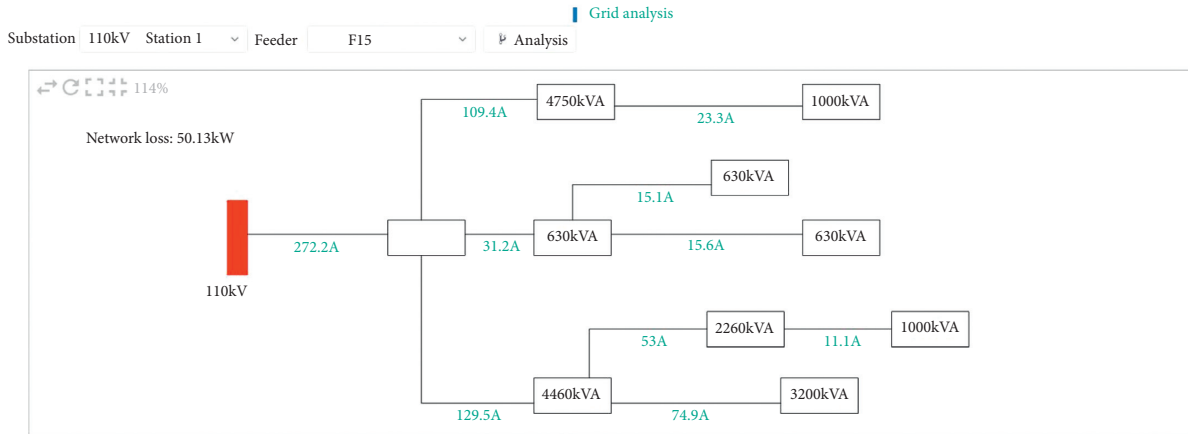 Grid analysis
Substation 110kV Station 1 Feeder F15 Analysis
114%
4750kVA 1000kVA
109.4A 23.3A
Network loss: 50.13kW
630kVA
15.1A
630kVA 630kVA
272.2A 31.2A 15.6A
110kV
2260kVA 1000kVA
53A 11.1A
4460kVA 3200kVA
129.5A 74.9A